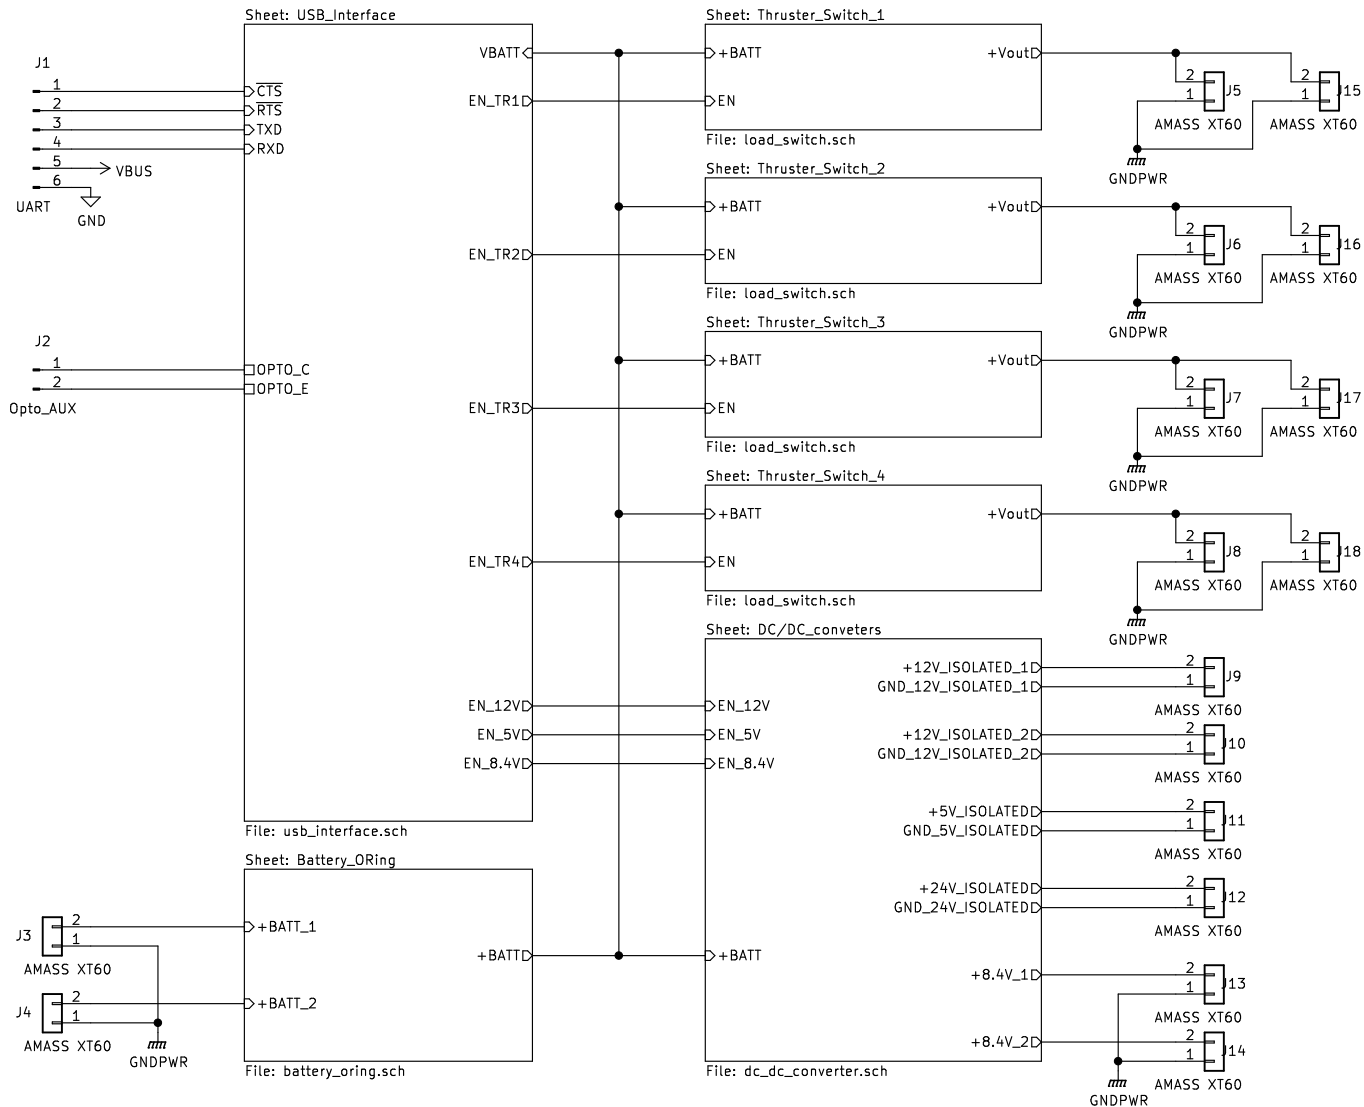 Sheet: USB_Interface
J1
1 CTS
2 RTS
3 TXD
4 RXD
5 VBUS
6
UART
GND
J2
1 OPTO_C
2 OPTO_E
Opto_AUX
VBATT
EN_TR1
EN_TR2
EN_TR3
EN_TR4
EN_12V
EN_5V
EN_8.4V
File: usb_interface.sch
Sheet: Battery_ORing
J3
2 +BATT_1
1
AMASS XT60
J4
2 +BATT_2
1
AMASS XT60
GNDPWR
+BATT
File: battery_oring.sch
Sheet: Thruster_Switch_1
+BATT +Vout
EN
File: load_switch.sch
2 2
1 J5 1 J15
AMASS XT60 AMASS XT60
GNDPWR
Sheet: Thruster_Switch_2
+BATT +Vout
EN
File: load_switch.sch
2 2
1 J6 1 J16
AMASS XT60 AMASS XT60
GNDPWR
Sheet: Thruster_Switch_3
+BATT +Vout
EN
File: load_switch.sch
2 2
1 J7 1 J17
AMASS XT60 AMASS XT60
GNDPWR
Sheet: Thruster_Switch_4
+BATT +Vout
EN
File: load_switch.sch
2 2
1 J8 1 J18
AMASS XT60 AMASS XT60
GNDPWR
Sheet: DC/DC_conveters
EN_12V
EN_5V
EN_8.4V
+BATT
+12V_ISOLATED_1 2
GND_12V_ISOLATED_1 1 J9
AMASS XT60
+12V_ISOLATED_2 2
GND_12V_ISOLATED_2 1 J10
AMASS XT60
+5V_ISOLATED 2
GND_5V_ISOLATED 1 J11
AMASS XT60
+24V_ISOLATED 2
GND_24V_ISOLATED 1 J12
AMASS XT60
+8.4V_1 2
1 J13
AMASS XT60
+8.4V_2 2
1 J14
AMASS XT60
GNDPWR
File: dc_dc_converter.sch